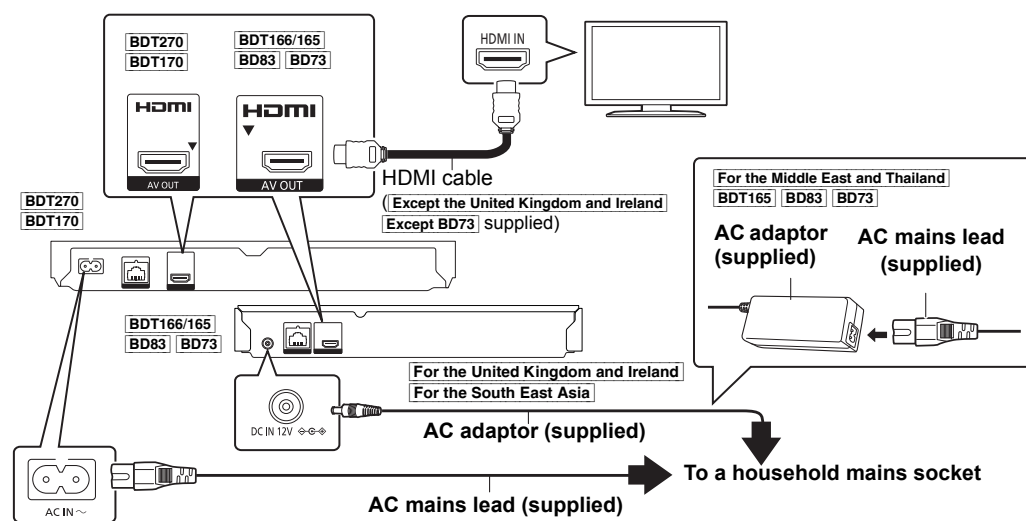 BDT270
BDT170
HDMI
AV OUT
BDT166/165
BD83 BD73
HDMI
AV OUT
HDMI IN
HDMI cable
(Except the United Kingdom and Ireland
Except BD73 supplied)
BDT270
BDT170
BDT166/165
BD83 BD73
For the Middle East and Thailand
BDT165 BD83 BD73
AC adaptor
(supplied)
AC mains lead
(supplied)
For the United Kingdom and Ireland
For the South East Asia
DC IN 12V
AC adaptor (supplied)
To a household mains socket
AC IN ~
AC mains lead (supplied)